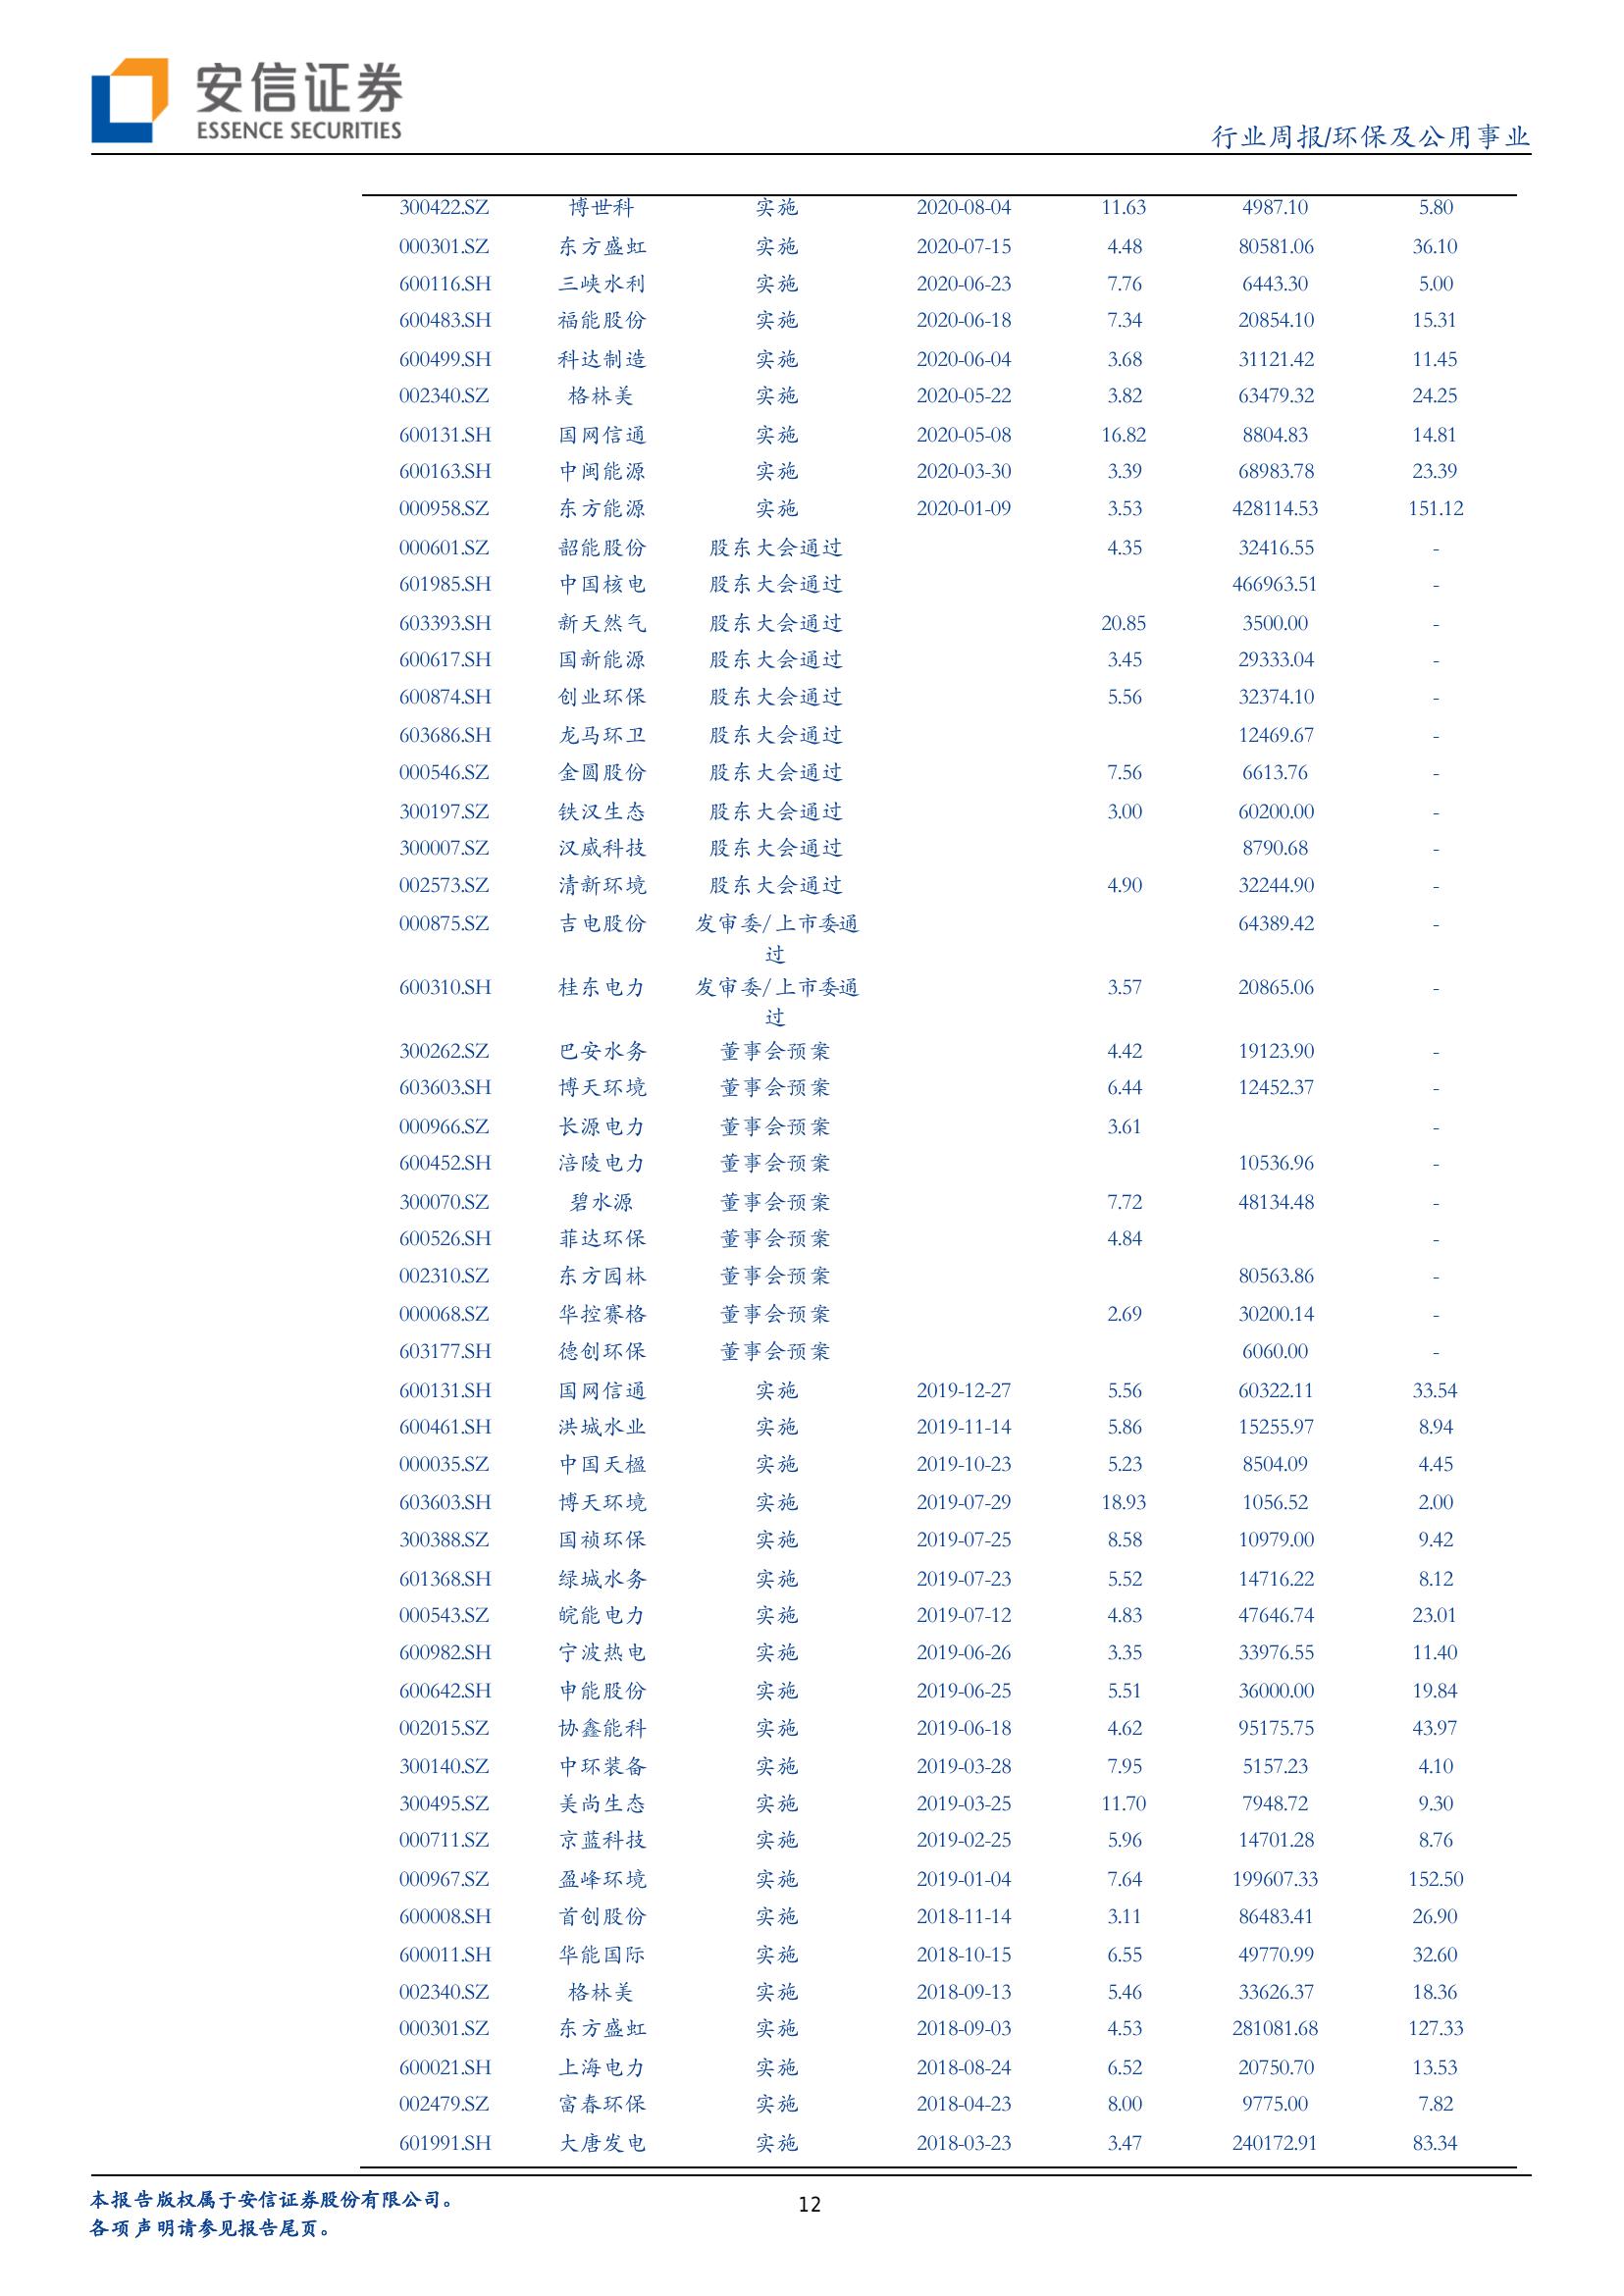 安信证券
ESSENCE SECURITIES
行业周报/环保及公用事业
300422.SZ 博世科 实施 2020-08-04 11.63 4987.10 5.80
000301.SZ 东方盛虹 实施 2020-07-15 4.48 80581.06 36.10
600116.SH 三峡水利 实施 2020-06-23 7.76 6443.30 5.00
600483.SH 福能股份 实施 2020-06-18 7.34 20854.10 15.31
600499.SH 科达制造 实施 2020-06-04 3.68 31121.42 11.45
002340.SZ 格林美 实施 2020-05-22 3.82 63479.32 24.25
600131.SH 国网信通 实施 2020-05-08 16.82 8804.83 14.81
600163.SH 中闽能源 实施 2020-03-30 3.39 68983.78 23.39
000958.SZ 东方能源 实施 2020-01-09 3.53 428114.53 151.12
000601.SZ 韶能股份 股东大会通过 4.35 32416.55 -
601985.SH 中国核电 股东大会通过 466963.51 -
603393.SH 新天然气 股东大会通过 20.85 3500.00 -
600617.SH 国新能源 股东大会通过 3.45 29333.04 -
600874.SH 创业环保 股东大会通过 5.56 32374.10 -
603686.SH 龙马环卫 股东大会通过 12469.67 -
000546.SZ 金圆股份 股东大会通过 7.56 6613.76 -
300197.SZ 铁汉生态 股东大会通过 3.00 60200.00 -
300007.SZ 汉威科技 股东大会通过 8790.68 -
002573.SZ 清新环境 股东大会通过 4.90 32244.90 -
000875.SZ 吉电股份 发审委/上市委通 64389.42 -
过
600310.SH 桂东电力 发审委/上市委通 3.57 20865.06 -
过
300262.SZ 巴安水务 董事会预案 4.42 19123.90 -
603603.SH 博天环境 董事会预案 6.44 12452.37 -
000966.SZ 长源电力 董事会预案 3.61 -
600452.SH 涪陵电力 董事会预案 10536.96 -
300070.SZ 碧水源 董事会预案 7.72 48134.48 -
600526.SH 菲达环保 董事会预案 4.84 -
002310.SZ 东方园林 董事会预案 80563.86 -
000068.SZ 华控赛格 董事会预案 2.69 30200.14 -
603177.SH 德创环保 董事会预案 6060.00 -
600131.SH 国网信通 实施 2019-12-27 5.56 60322.11 33.54
600461.SH 洪城水业 实施 2019-11-14 5.86 15255.97 8.94
000035.SZ 中国天楹 实施 2019-10-23 5.23 8504.09 4.45
603603.SH 博天环境 实施 2019-07-29 18.93 1056.52 2.00
300388.SZ 国祯环保 实施 2019-07-25 8.58 10979.00 9.42
601368.SH 绿城水务 实施 2019-07-23 5.52 14716.22 8.12
000543.SZ 皖能电力 实施 2019-07-12 4.83 47646.74 23.01
600982.SH 宁波热电 实施 2019-06-26 3.35 33976.55 11.40
600642.SH 申能股份 实施 2019-06-25 5.51 36000.00 19.84
002015.SZ 协鑫能科 实施 2019-06-18 4.62 95175.75 43.97
300140.SZ 中环装备 实施 2019-03-28 7.95 5157.23 4.10
300495.SZ 美尚生态 实施 2019-03-25 11.70 7948.72 9.30
000711.SZ 京蓝科技 实施 2019-02-25 5.96 14701.28 8.76
000967.SZ 盈峰环境 实施 2019-01-04 7.64 199607.33 152.50
600008.SH 首创股份 实施 2018-11-14 3.11 86483.41 26.90
600011.SH 华能国际 实施 2018-10-15 6.55 49770.99 32.60
002340.SZ 格林美 实施 2018-09-13 5.46 33626.37 18.36
000301.SZ 东方盛虹 实施 2018-09-03 4.53 281081.68 127.33
600021.SH 上海电力 实施 2018-08-24 6.52 20750.70 13.53
002479.SZ 富春环保 实施 2018-04-23 8.00 9775.00 7.82
601991.SH 大唐发电 实施 2018-03-23 3.47 240172.91 83.34
本报告版权属于安信证券股份有限公司。
各项声明请参见报告尾页。
12